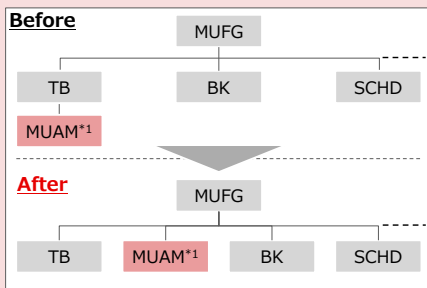 Before
MUFG
TB BK SCHD
MUAM*1
After
MUFG
TB MUAM*1 BK SCHD